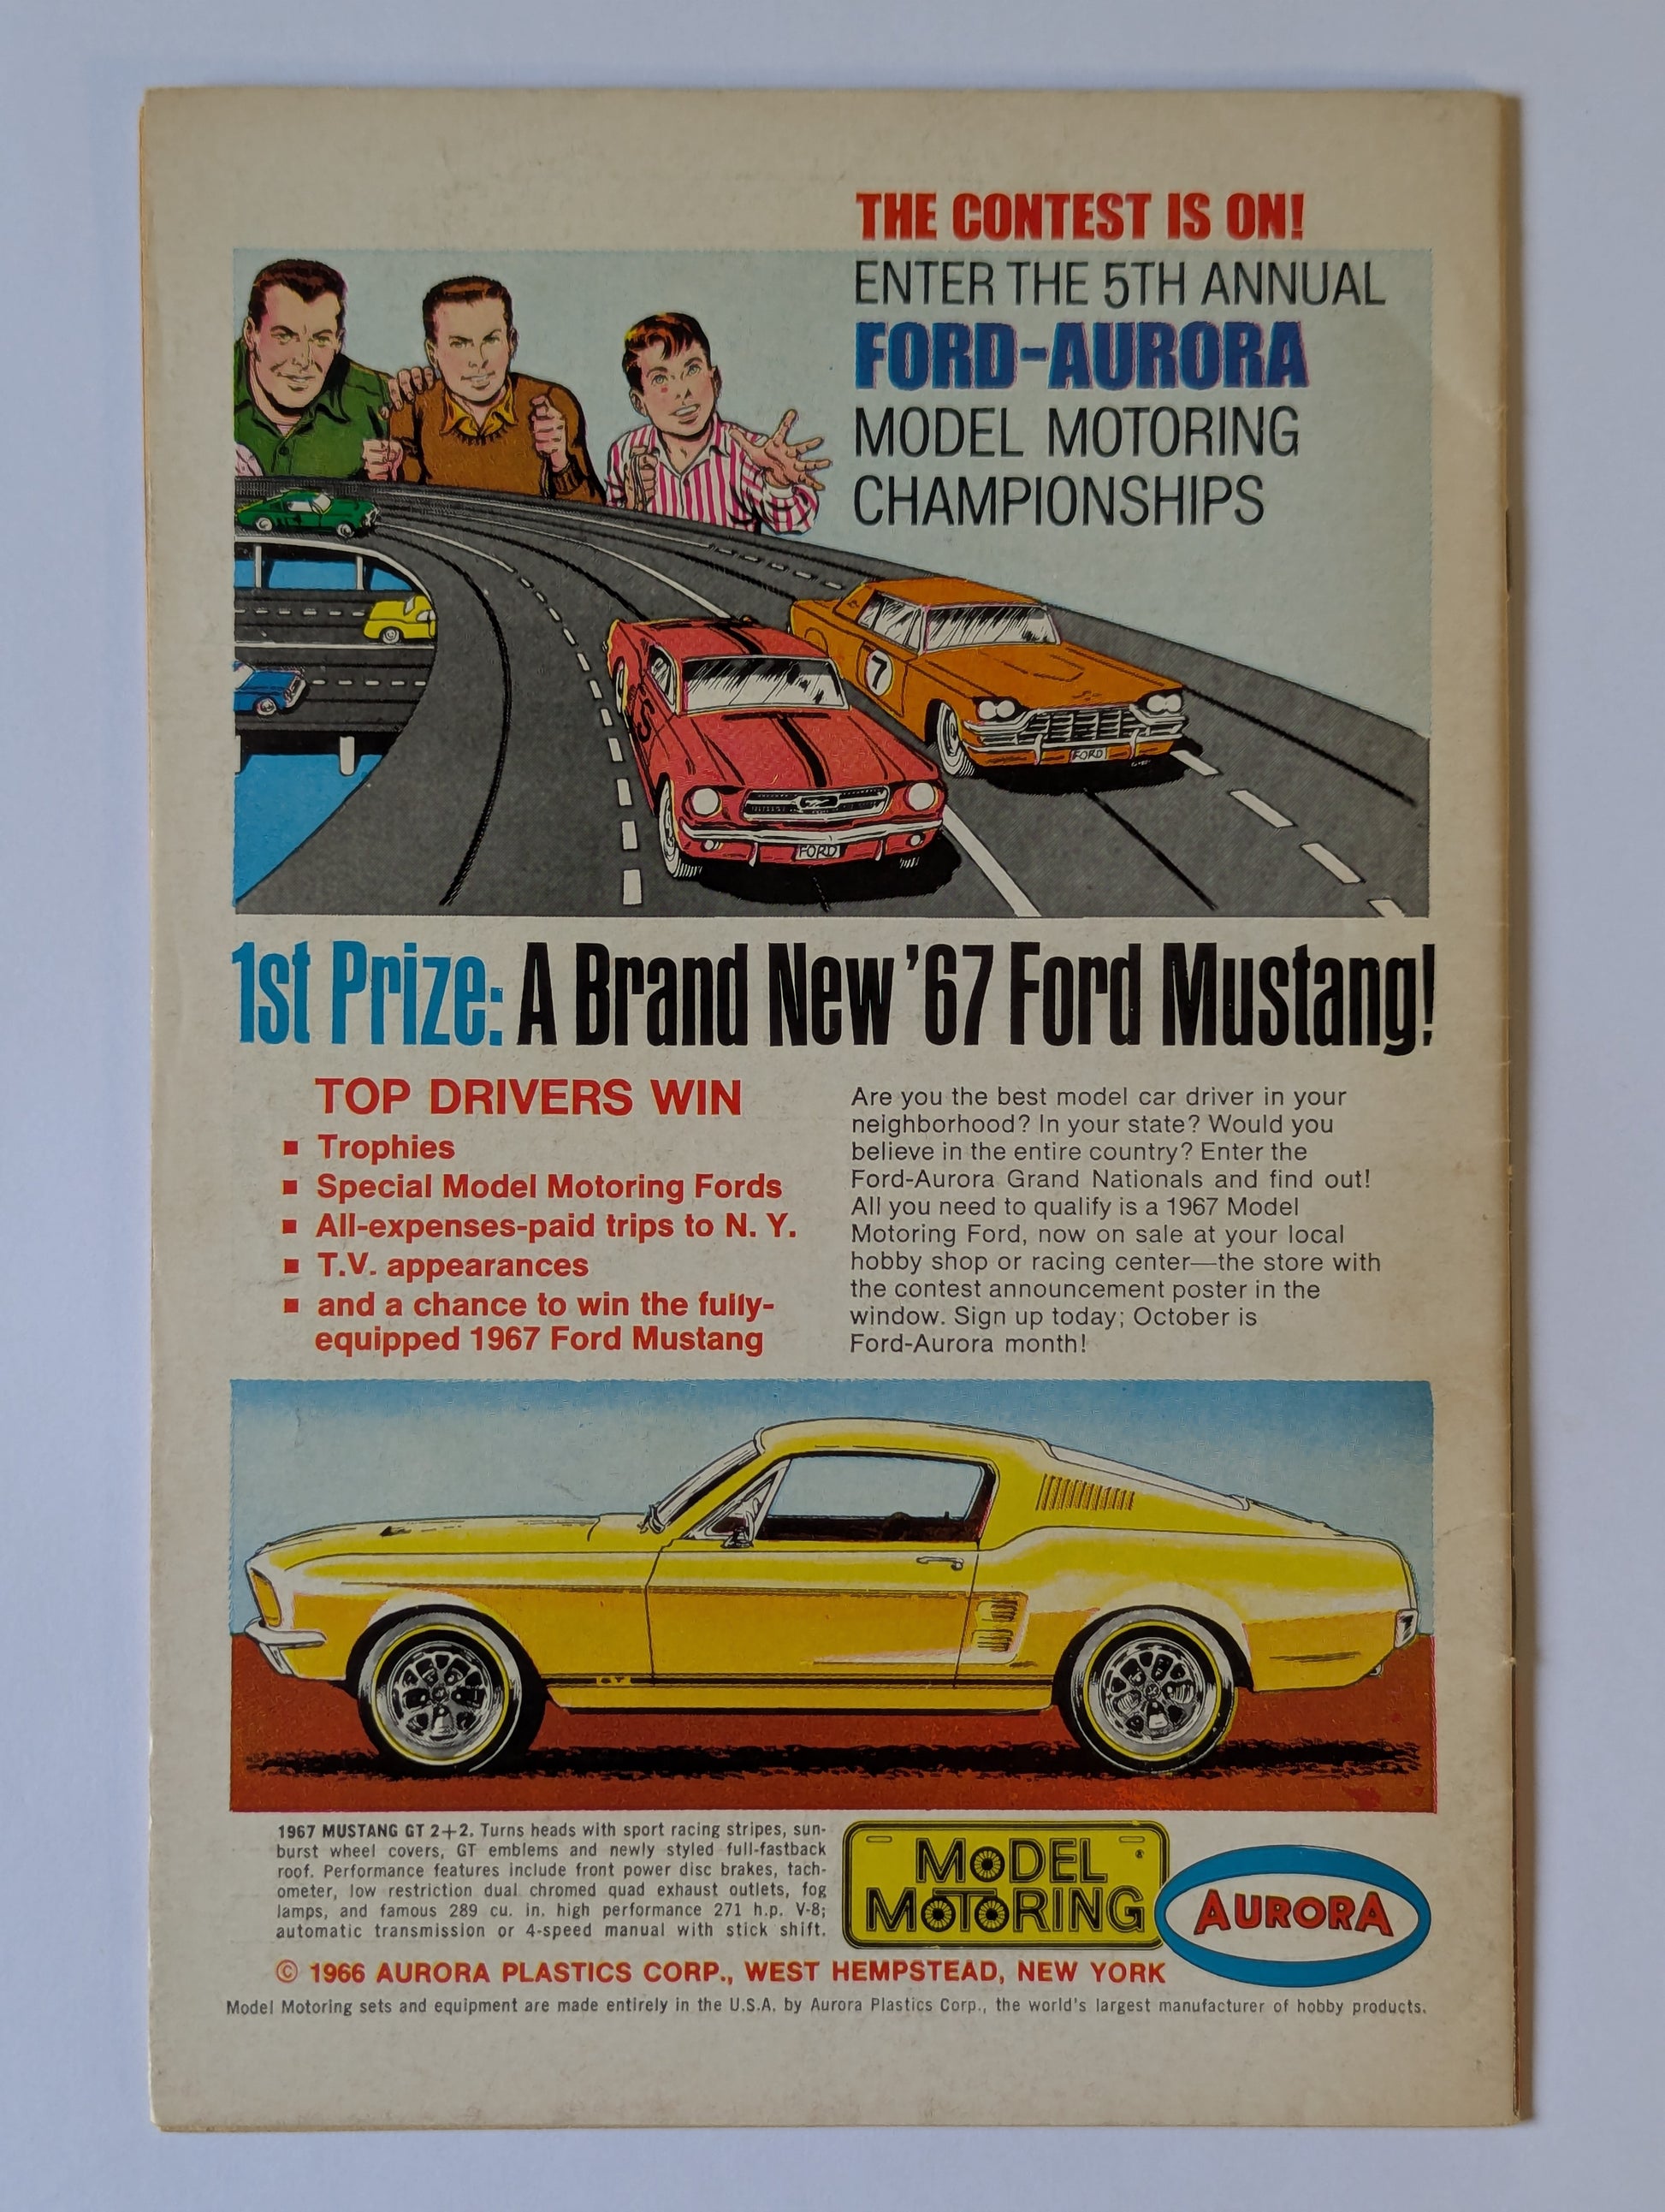 THE CONTEST IS ON!
ENTER THE 5TH ANNUAL
FORD-AURORA
MODEL MOTORING
CHAMPIONSHIPS
7
FORD
FORD
1st Prize: A Brand New '67 Ford Mustang!
TOP DRIVERS WIN
▪ Trophies
▪ Special Model Motoring Fords
▪ All-expenses-paid trips to N. Y.
▪ T.V. appearances
▪ and a chance to win the fully-
equipped 1967 Ford Mustang
Are you the best model car driver in your
neighborhood? In your state? Would you
believe in the entire country? Enter the
Ford-Aurora Grand Nationals and find out!
All you need to qualify is a 1967 Model
Motoring Ford, now on sale at your local
hobby shop or racing center—the store with
the contest announcement poster in the
window. Sign up today; October is
Ford-Aurora month!
1967 MUSTANG GT 2+2. Turns heads with sport racing stripes, sun-
burst wheel covers, GT emblems and newly styled full-fastback
roof. Performance features include front power disc brakes, tach-
ometer, low restriction dual chromed quad exhaust outlets, fog
lamps, and famous 289 cu. in. high performance 271 h.p. V-8;
automatic transmission or 4-speed manual with stick shift.
MODEL
MOTORING
®
AURORA
© 1966 AURORA PLASTICS CORP., WEST HEMPSTEAD, NEW YORK
Model Motoring sets and equipment are made entirely in the U.S.A. by Aurora Plastics Corp., the world's largest manufacturer of hobby products.